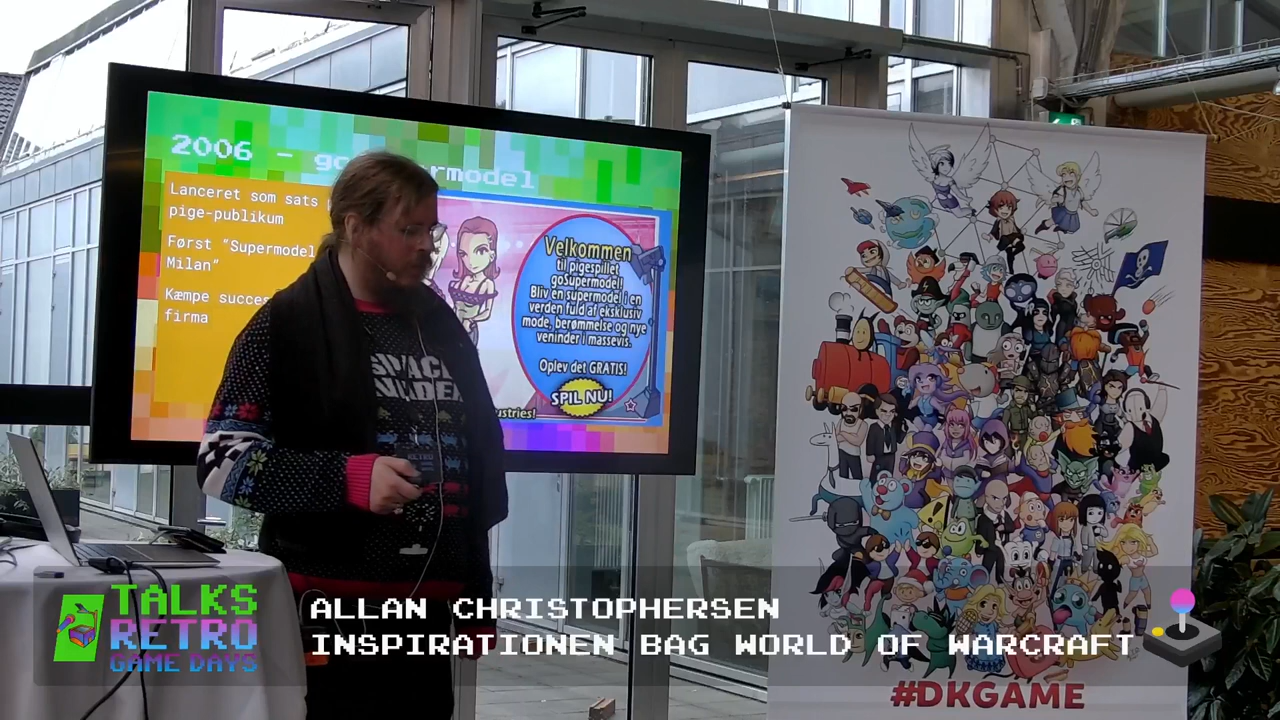 2006 - go ermodel
Lanceret som sats
pige-publikum
Først "Supermodel
Milan"
Kæmpe succes
firma
Velkommen
til pigespillet
goSupermodel!
Bliv en supermodel i en
verden fuld af eksklusiv
mode, berømmelse og nye
veninder i massevis.
Oplev det GRATIS!
SPIL NU!
ustries!
SPACE
INVADER
RETRO
TALKS
RETRO
GAME DAYS
ALLAN CHRISTOPHERSEN
INSPIRATIONEN BAG WORLD OF WARCRAFT
#DKGAME